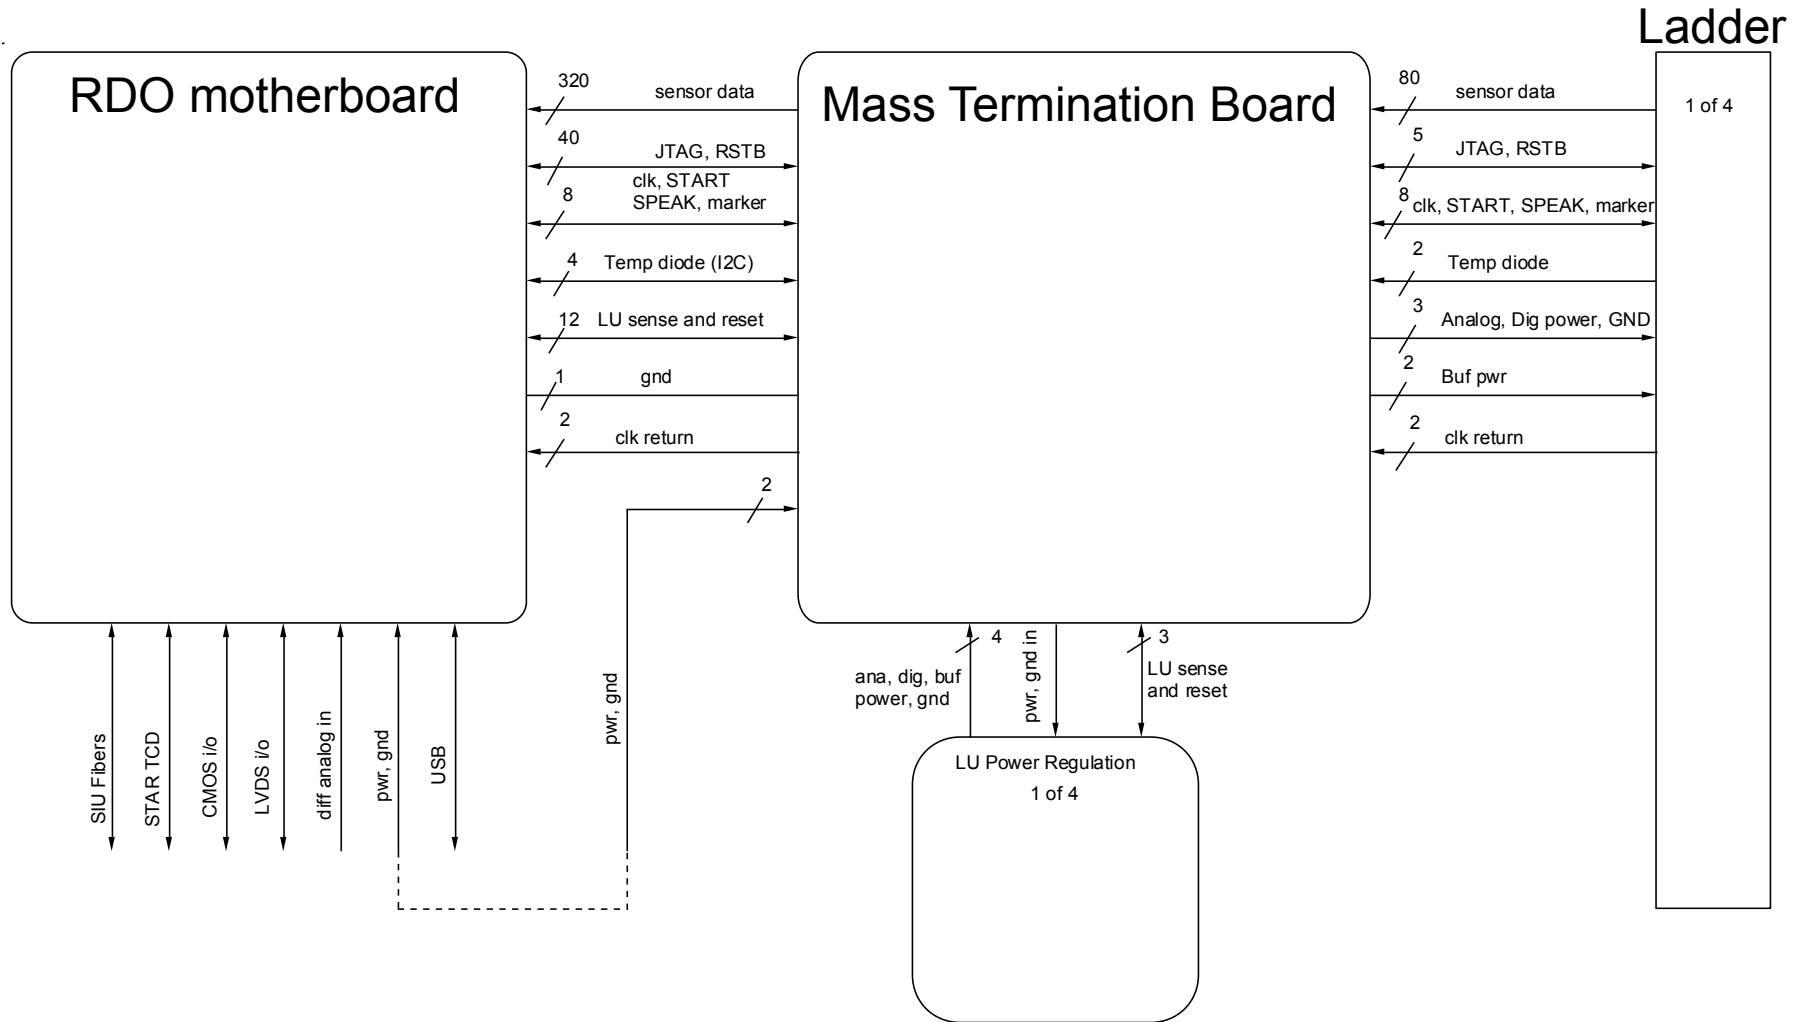 Ladder
RDO motherboard
320
sensor data
40
JTAG, RSTB
clk, START
8
SPEAK, marker
4
Temp diode (I2C)
12
LU sense and reset
1
gnd
2
clk return
2
pwr, gnd
Mass Termination Board
80
sensor data
5
JTAG, RSTB
8
clk, START, SPEAK, marker
2
Temp diode
3
Analog, Dig power, GND
2
Buf pwr
2
clk return
1 of 4
SIU Fibers
STAR TCD
CMOS i/o
LVDS i/o
diff analog in
pwr, gnd
USB
4
ana, dig, buf
power, gnd
pwr, gnd in
3
LU sense
and reset
LU Power Regulation
1 of 4